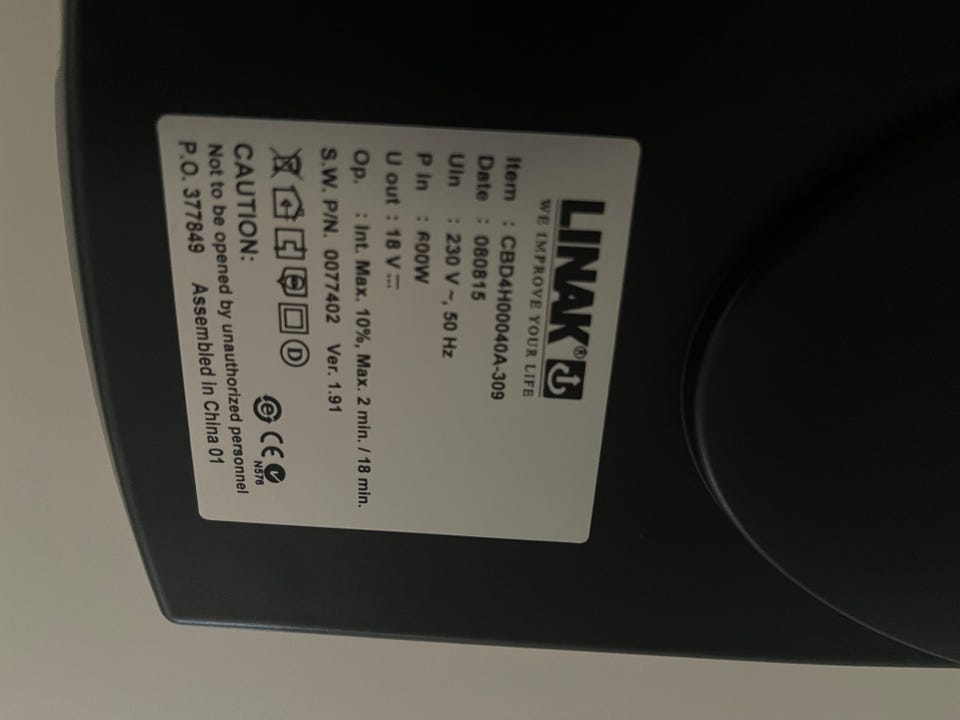 LINAK®
WE IMPROVE YOUR LIFE
Item : CBD4H00040A-309
Date : 080815
Uin : 230 V~, 50 Hz
P in : 600W
U out : 18 V ⎓
Op. : Int. Max. 10%, Max. 2 min. / 18 min.
S.W. P/N. 0077402 Ver. 1.91
D
e CE N576
CAUTION:
Not to be opened by unauthorized personnel
P.O. 377849 Assembled in China 01